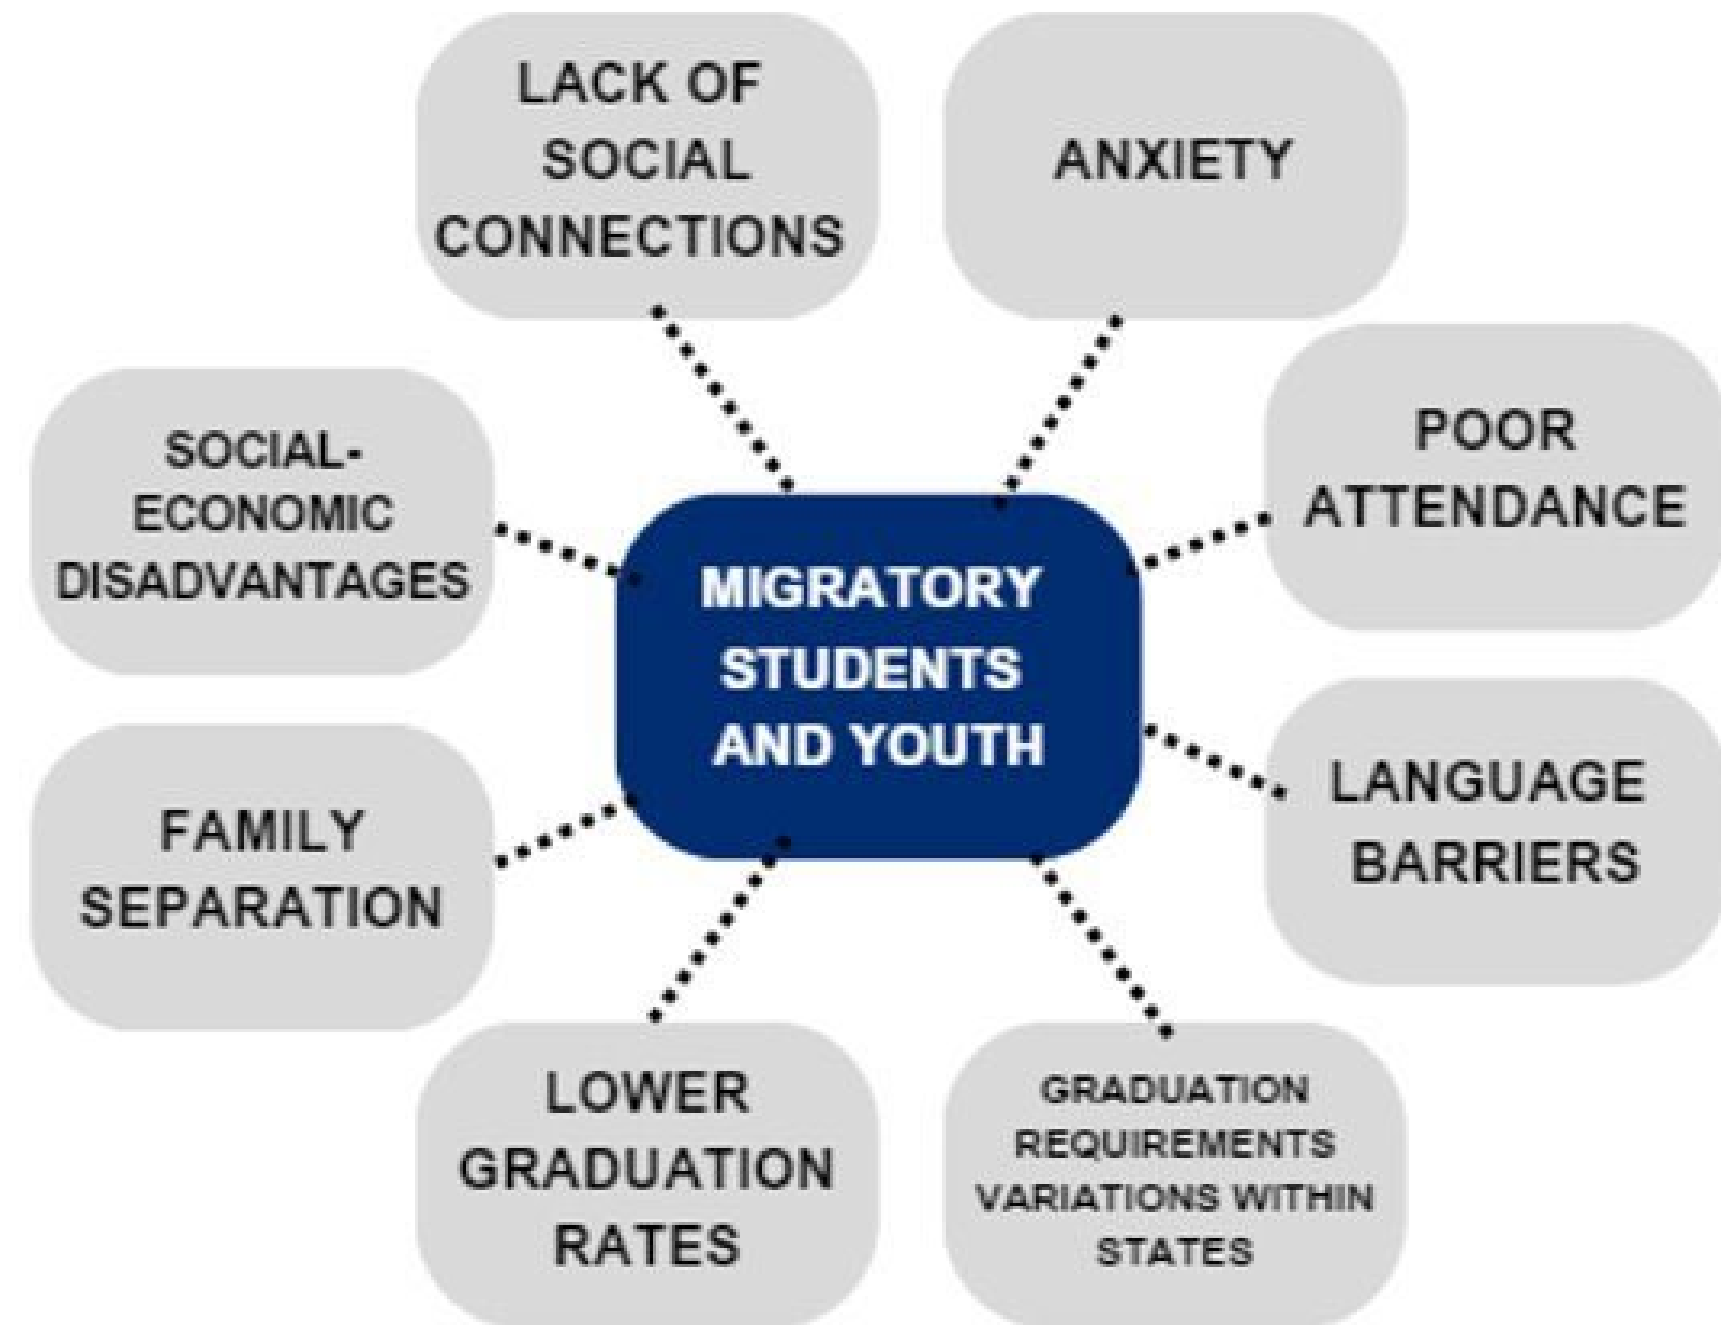 LACK OF
SOCIAL
CONNECTIONS
ANXIETY
POOR
ATTENDANCE
SOCIAL-
ECONOMIC
DISADVANTAGES
MIGRATORY
STUDENTS
AND YOUTH
LANGUAGE
BARRIERS
FAMILY
SEPARATION
LOWER
GRADUATION
RATES
GRADUATION
REQUIREMENTS
VARIATIONS WITHIN
STATES